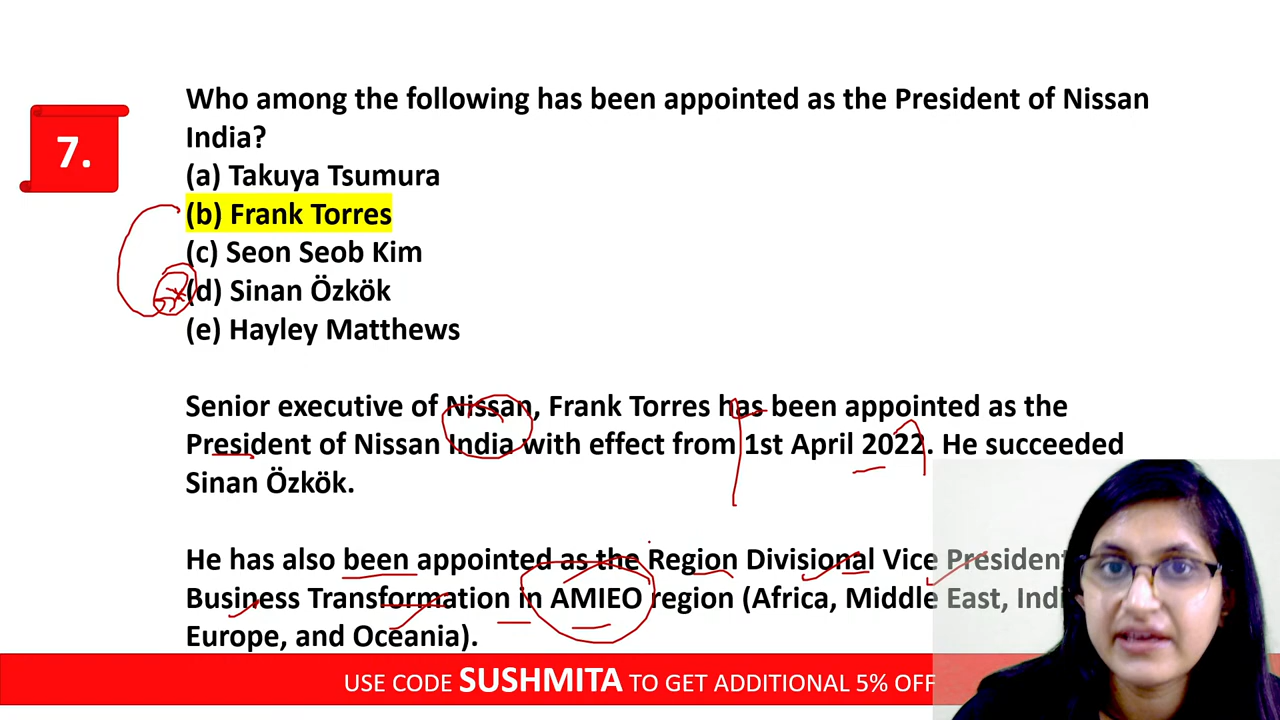 7.
Who among the following has been appointed as the President of Nissan
India?
(a) Takuya Tsumura
(b) Frank Torres
(c) Seon Seob Kim
(d) Sinan Özkök
(e) Hayley Matthews
Senior executive of Nissan, Frank Torres has been appointed as the
President of Nissan India with effect from 1st April 2022. He succeeded
Sinan Özkök.
He has also been appointed as the Region Divisional Vice President
Business Transformation in AMIEO region (Africa, Middle East,
Europe, and Oceania).
USE CODE SUSHMITA TO GET ADDITIONAL 5% OFF